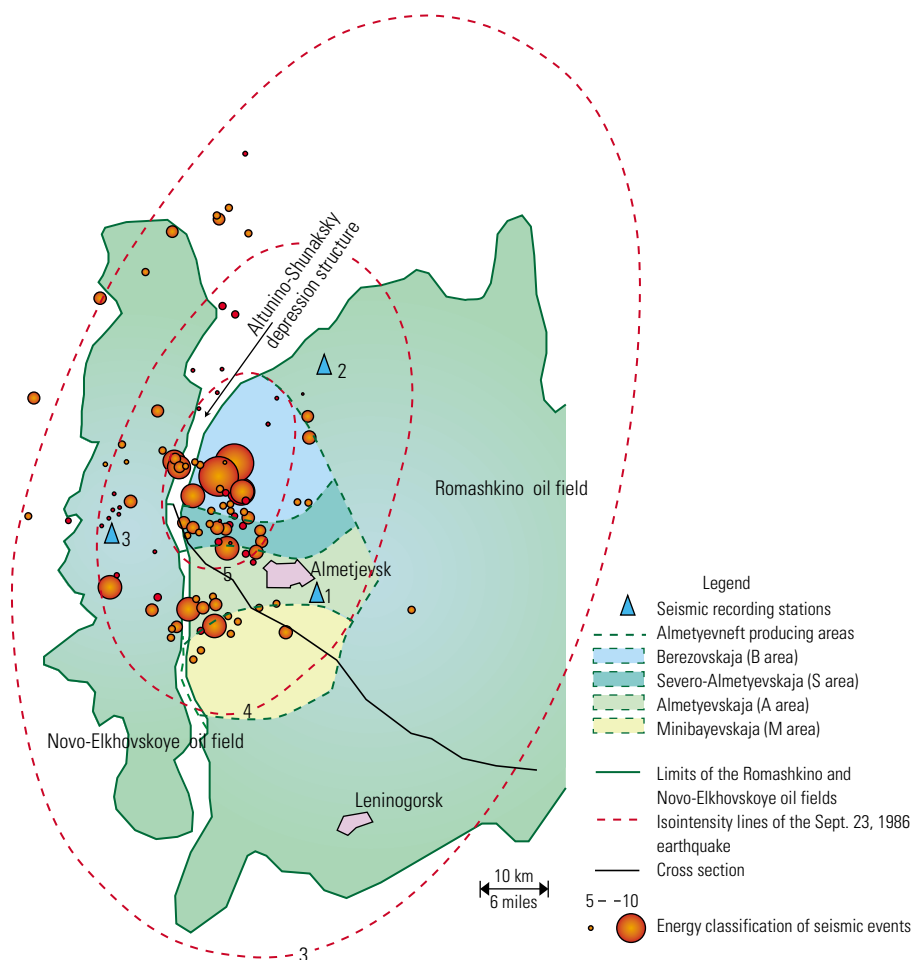 Altunino-Shunaksky
depression structure
2
Romashkino oil field
3
5
Almetjevsk
1
4
Novo-Elkhovskoye oil field
Leninogorsk
3
10 km
6 miles
Legend
Seismic recording stations
Almetyevneft producing areas
Berezovskaja (B area)
Severo-Almetyevskaja (S area)
Almetyevskaja (A area)
Minibayevskaja (M area)
Limits of the Romashkino and
Novo-Elkhovskoye oil fields
Isointensity lines of the Sept. 23, 1986
earthquake
Cross section
5 – –10
Energy classification of seismic events